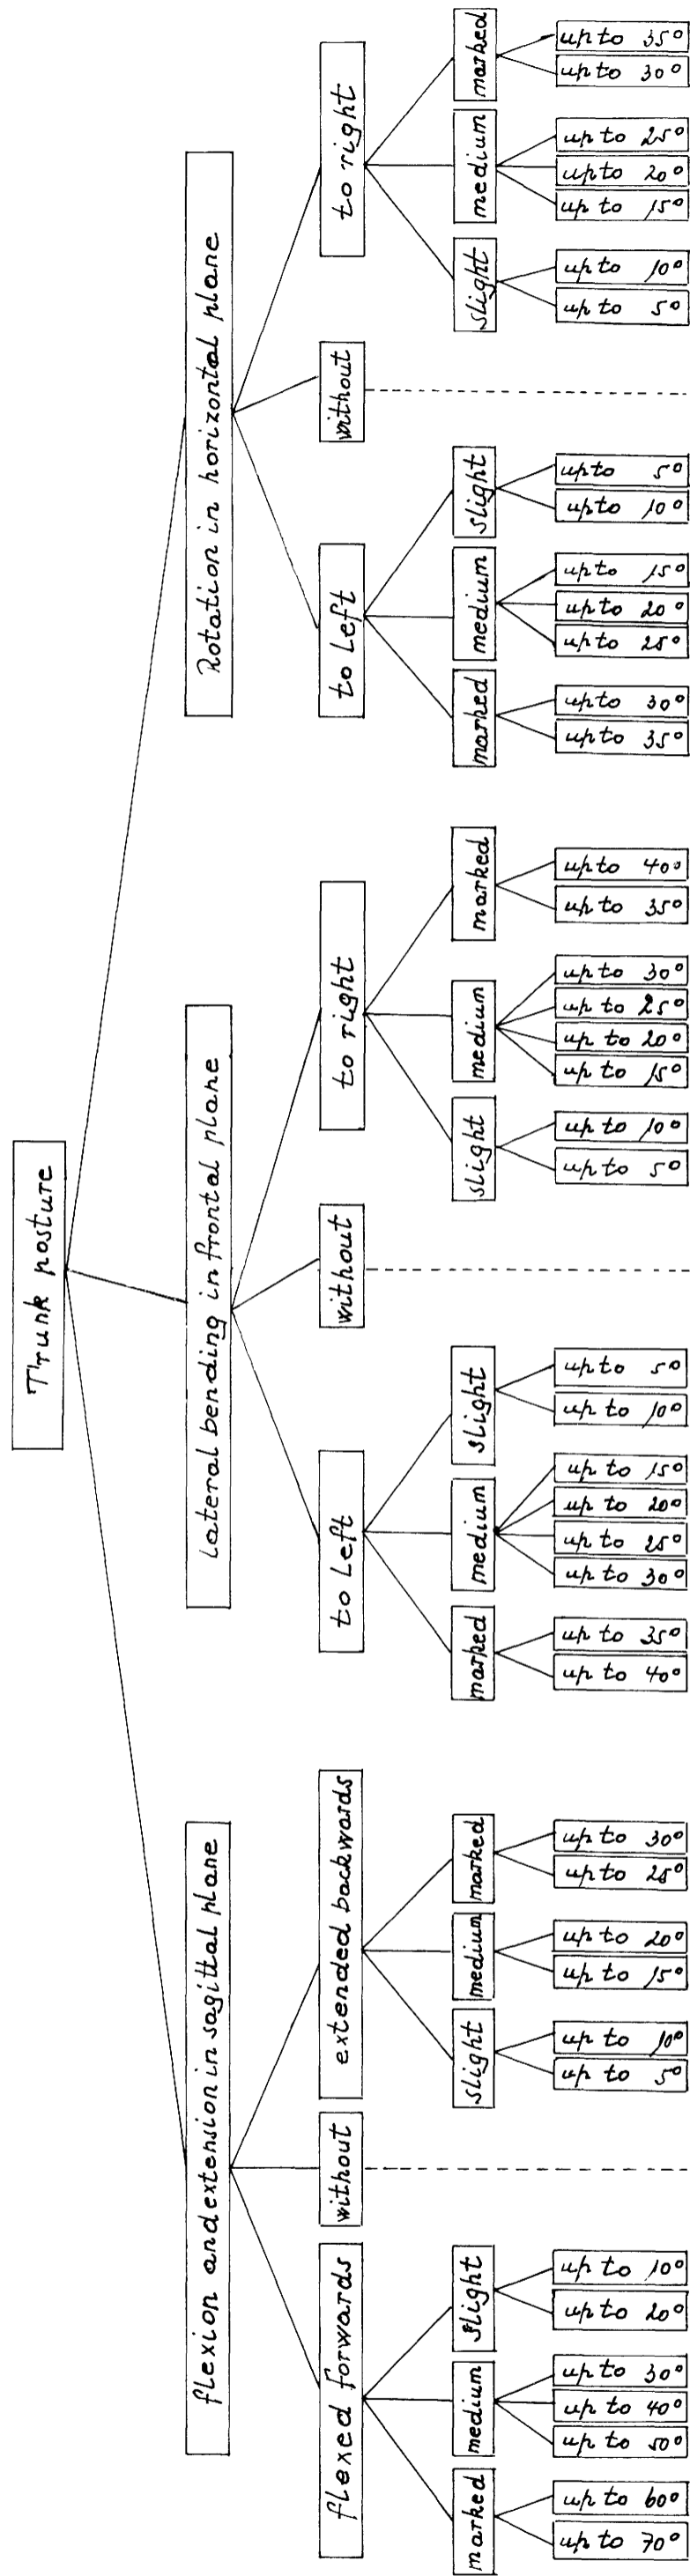 Trunk posture
flexion and extension in sagittal plane
Lateral bending in frontal plane
Rotation in horizontal plane
flexed forwards
without
extended backwards
to Left
without
to right
to Left
without
to right
marked
medium
slight
slight
medium
marked
marked
medium
slight
slight
medium
marked
marked
medium
slight
slight
medium
marked
up to 70°
up to 60°
up to 50°
up to 40°
up to 30°
up to 20°
up to 10°
up to 5°
up to 10°
up to 15°
up to 20°
up to 25°
up to 30°
up to 40°
up to 35°
up to 30°
up to 25°
up to 20°
up to 15°
up to 10°
up to 5°
up to 5°
up to 10°
up to 15°
up to 20°
up to 25°
up to 30°
up to 35°
up to 40°
up to 35°
up to 30°
up to 25°
up to 20°
up to 15°
up to 10°
up to 5°
up to 5°
up to 10°
up to 15°
up to 20°
up to 25°
up to 30°
up to 35°